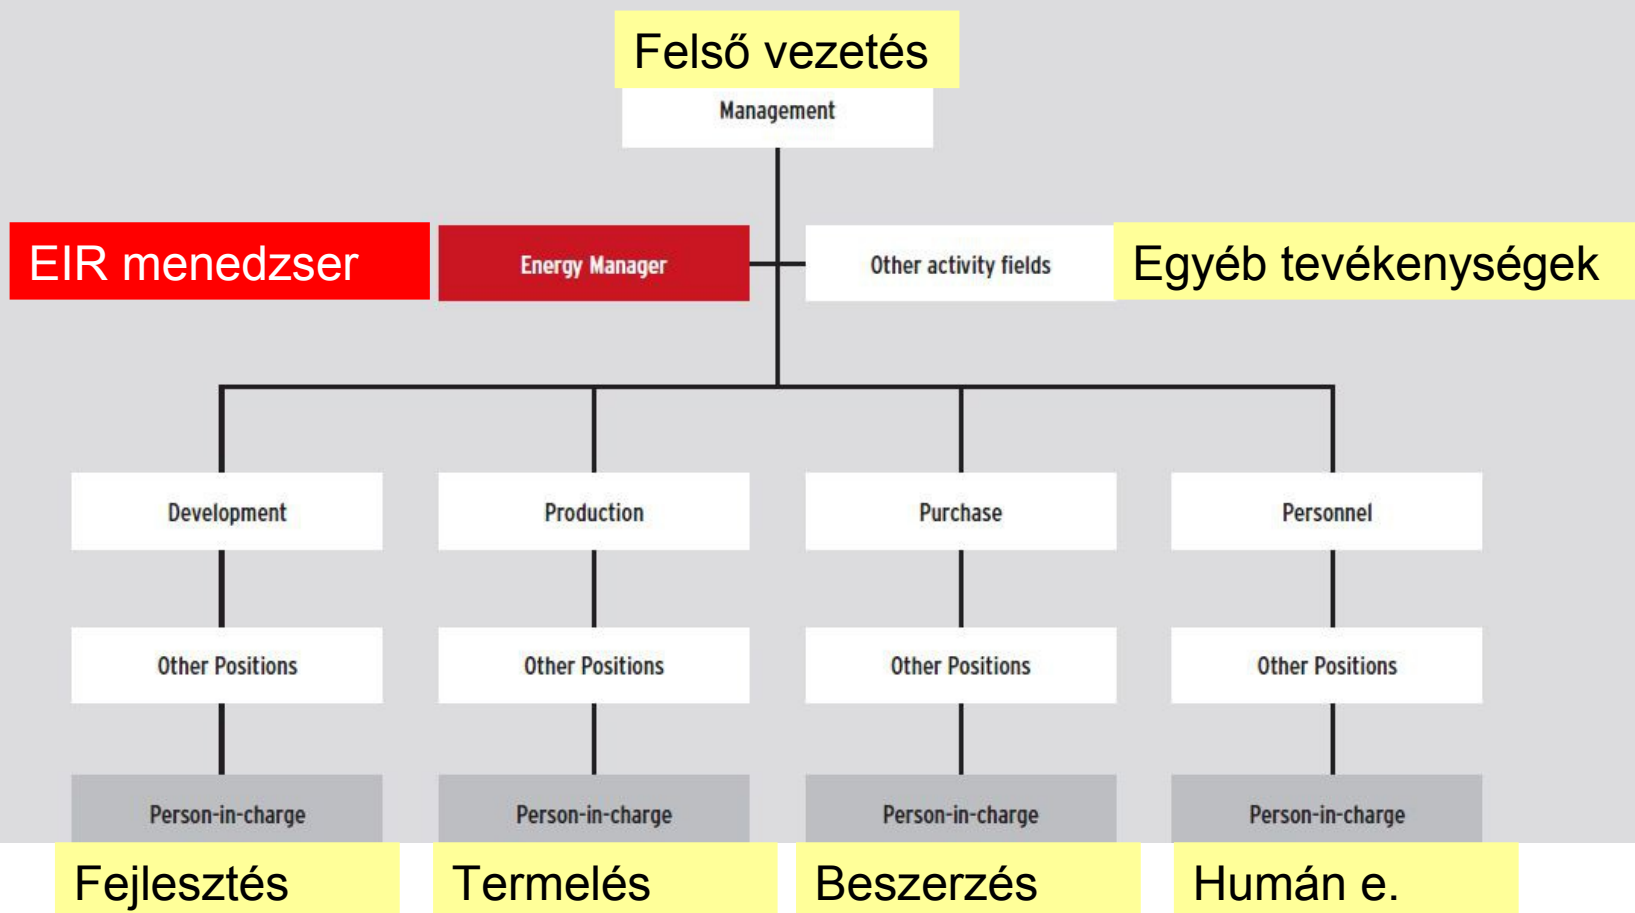 Felső vezetés
Management
EIR menedzser
Energy Manager
Other activity fields
Egyéb tevékenységek
Development
Production
Purchase
Personnel
Other Positions
Other Positions
Other Positions
Other Positions
Person-in-charge
Person-in-charge
Person-in-charge
Person-in-charge
Fejlesztés
Termelés
Beszerzés
Humán e.